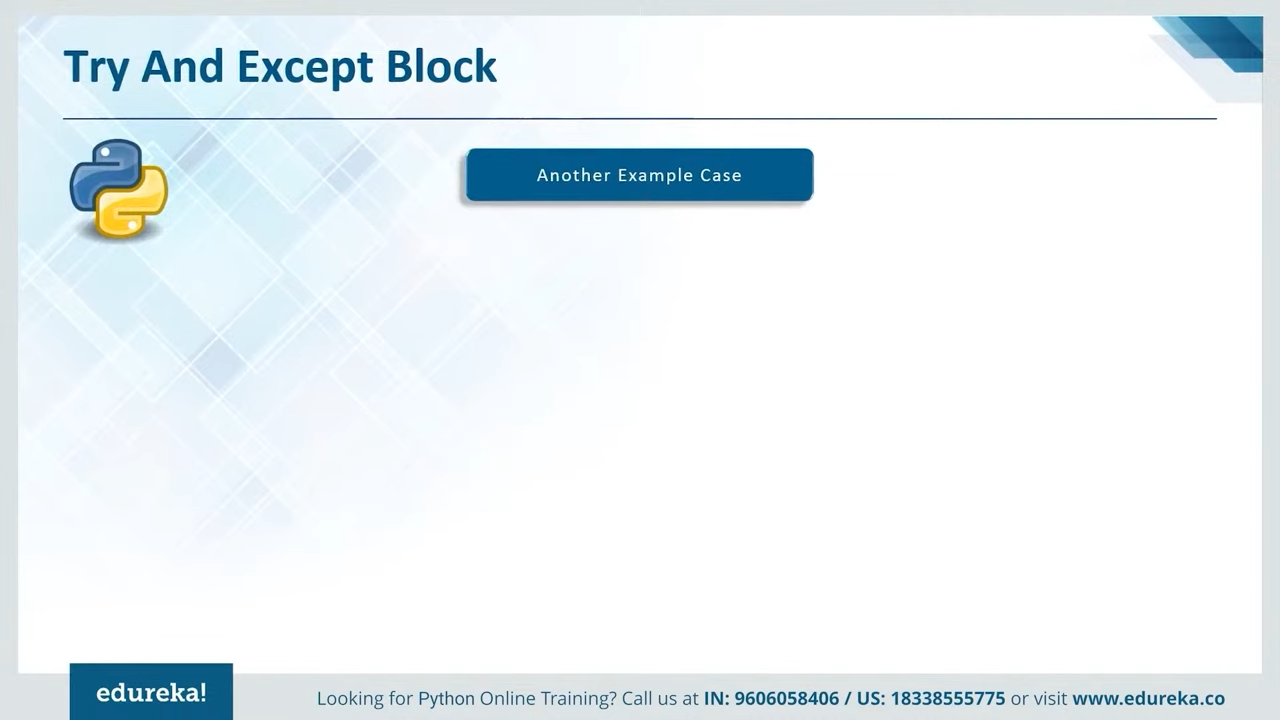 Try And Except Block
Another Example Case
edureka!
Looking for Python Online Training? Call us at IN: 9606058406 / US: 18338555775 or visit www.edureka.co